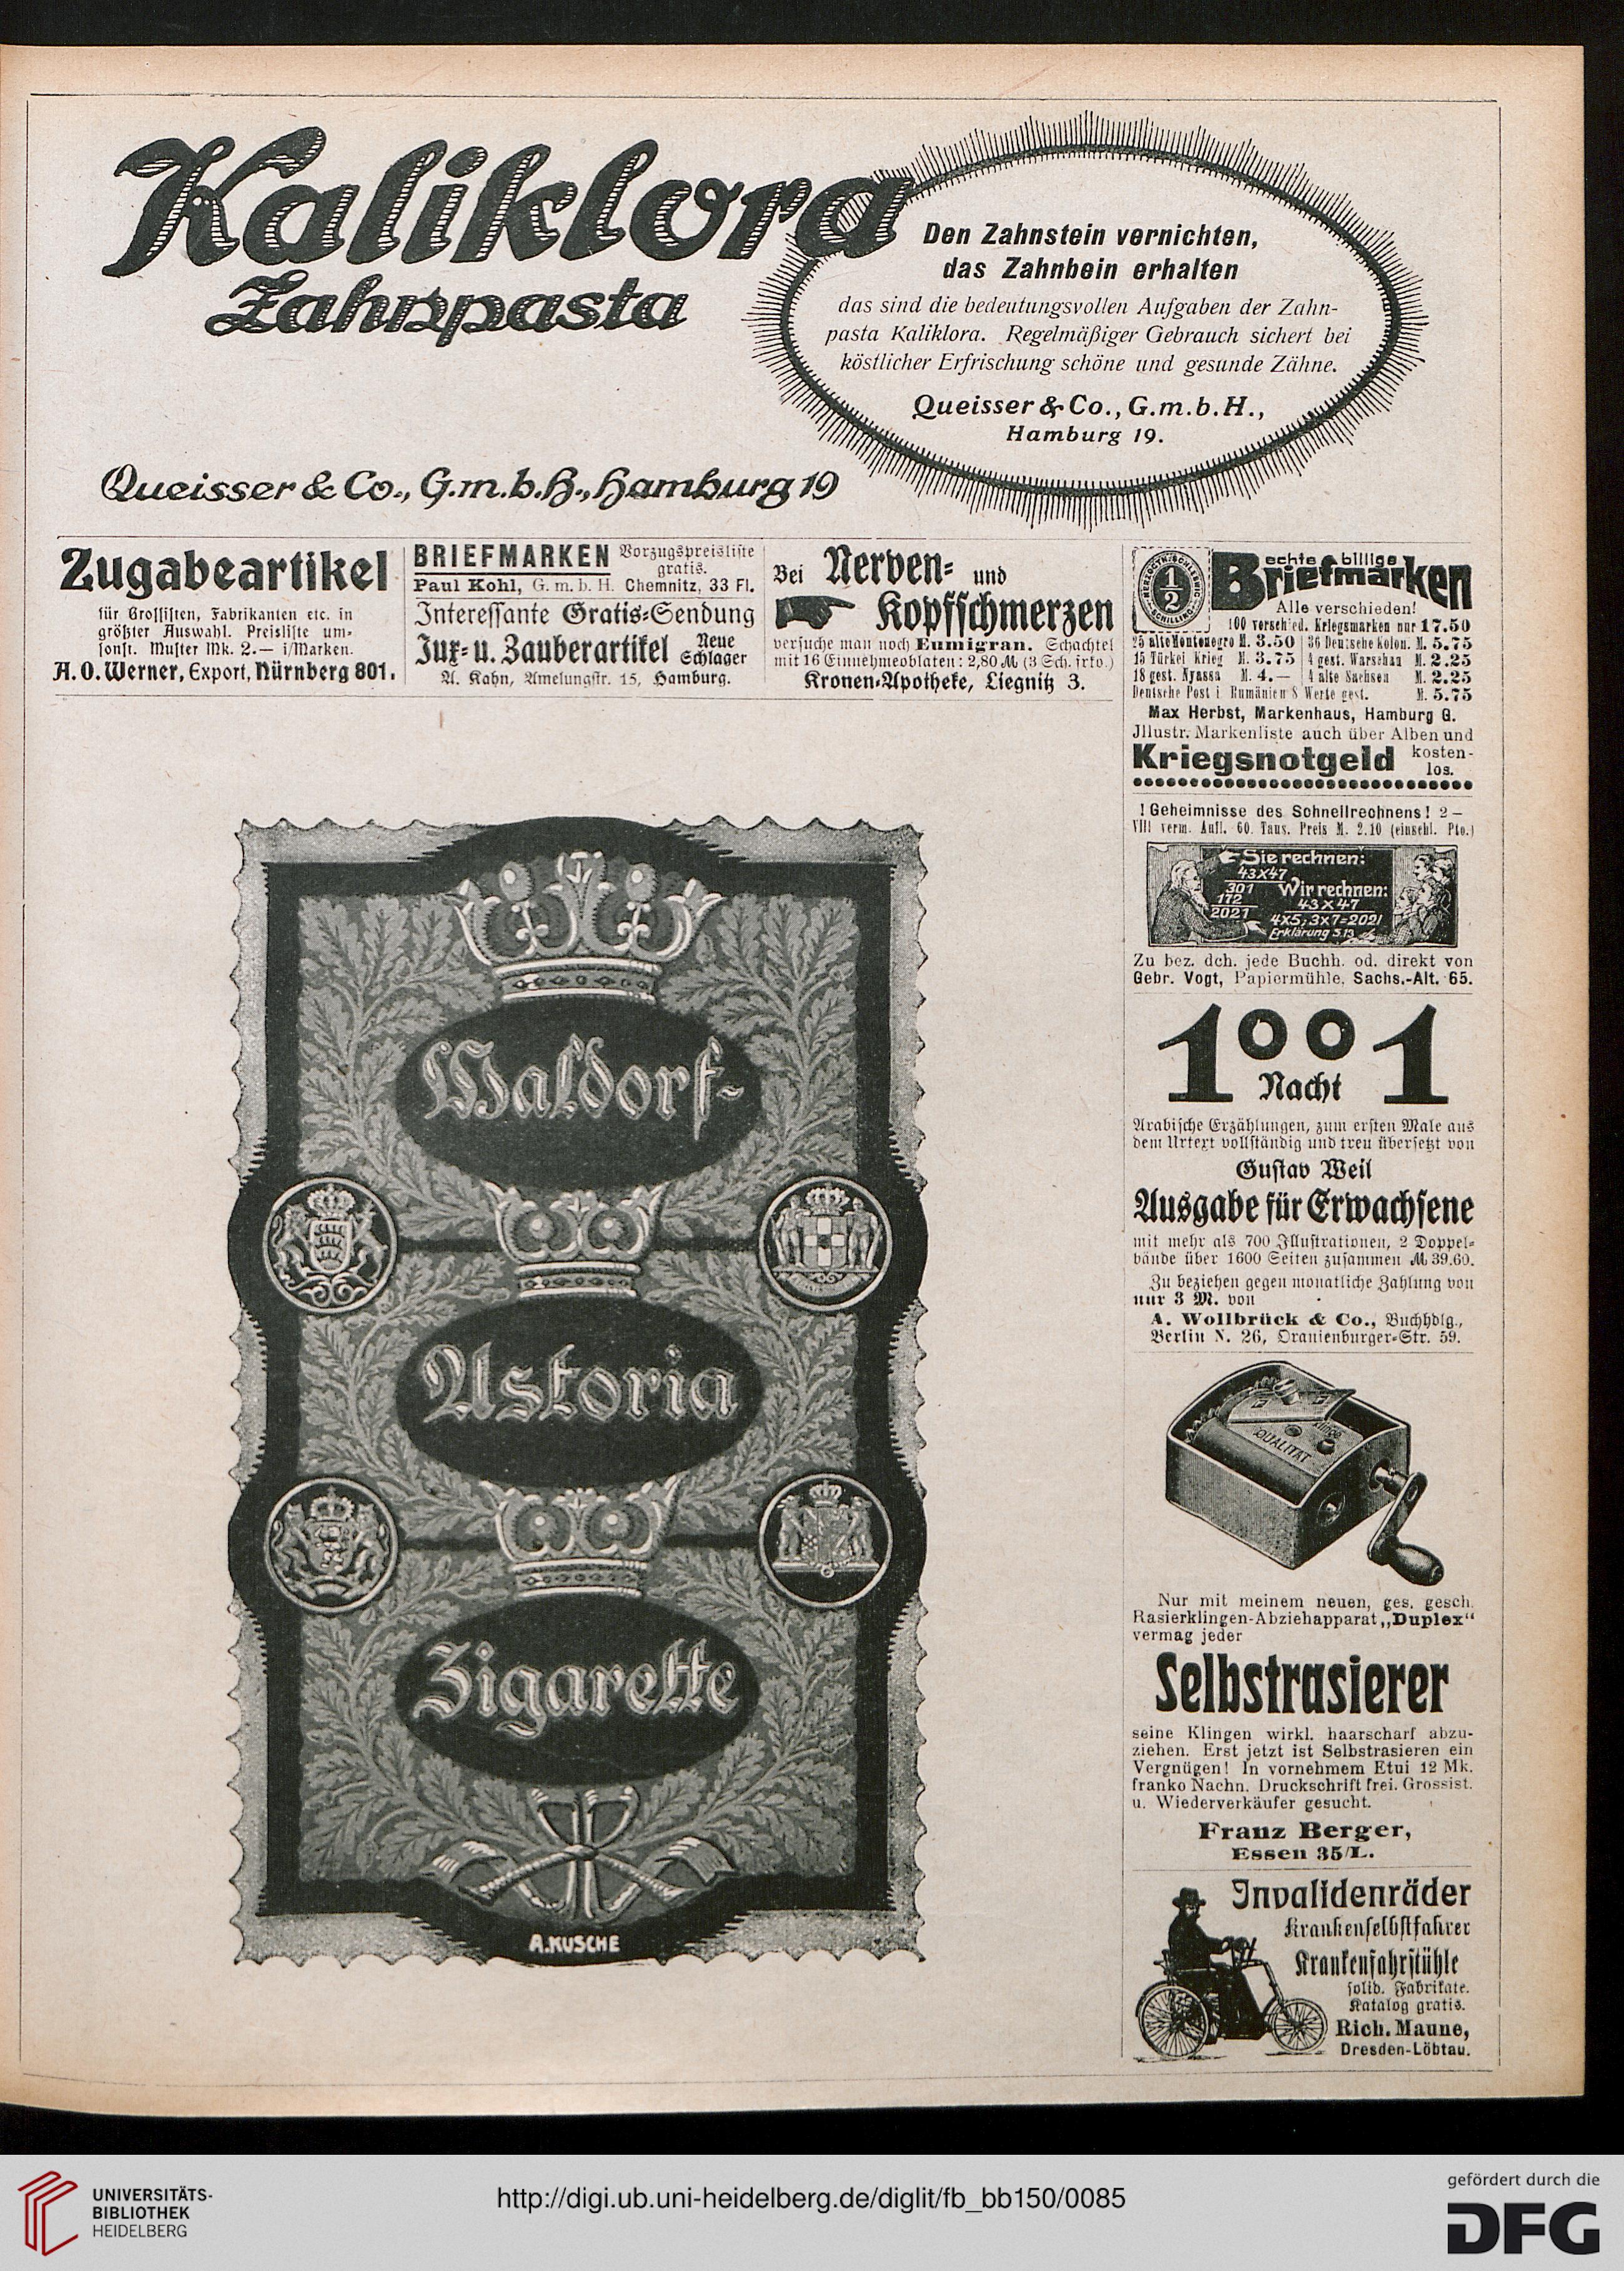 Kaliklora
Zahnpasta
Den Zahnstein vernichten,
das Zahnbein erhalten
das sind die bedeutungsvollen Aufgaben der Zahn-
pasta Kaliklora. Regelmäßiger Gebrauch sichert bei
köstlicher Erfrischung schöne und gesunde Zähne.
Queisser & Co., G.m.b.H.,
Hamburg 19.
Queisser & Co., G.m.b.H., Hamburg 19
Zugabeartikel
für Grossisten, Fabrikanten etc. in
größter Auswahl. Preisliste um-
sonst. Muster Mk. 2.— i/Marken.
A. O. Werner, Export, Nürnberg 801.
BRIEFMARKEN Vorzugspreisliste
gratis.
Paul Kohl, G. m. b. H. Chemnitz, 33 Fl.
Interessante Gratis-Sendung
Jux- u. Zauberartikel Neue
Schlager
A. Kahn, Amelungstr. 15, Hamburg.
Bei Nerven- und
Kopfschmerzen
versuche man noch Eumigran. Schachtel
mit 16 Einnehmeoblaten: 2,80 M (3 Sch. frko.)
Kronen-Apotheke, Liegnitz 3.
HERZOGTH. SCHLESWIG
1/2
SCHILLING
echte billige
Briefmarken
Alle verschieden!
100 verschied. Kriegsmarken nur 17.50
25 alte Montenegro M. 3.50 | 36 Deutsche Kolon. M. 5.75
15 Türkei Krieg M. 3.75 | 4 gest. Warschau M. 2.25
18 gest. Nyassa M. 4.— | 4 alte Sachsen M. 2.25
Deutsche Post i. Rumänien 8 Werte gest. M. 5.75
Max Herbst, Markenhaus, Hamburg G.
Jllustr. Markenliste auch über Alben und
Kriegsnotgeld kosten-
los.
! Geheimnisse des Schnellrechnens! 2 –
VIII verm. Aufl. 60. Taus. Preis M. 2.10 (einschl. Pto.)
Sie rechnen:
43x47
301
172
2021
Wir rechnen:
43 x 47
4x5; 3x7=2021
Erklärung S.13
Zu bez. dch. jede Buchh. od. direkt von
Gebr. Vogt, Papiermühle, Sachs.-Alt. 65.
1001
Nacht
Arabische Erzählungen, zum ersten Male aus
dem Urtext vollständig und treu übersetzt von
Gustav Weil
Ausgabe für Erwachsene
mit mehr als 700 Illustrationen, 2 Doppel-
bände über 1600 Seiten zusammen M 39.60.
Zu beziehen gegen monatliche Zahlung von
nur 3 M. von
A. Wollbrück & Co., Buchhdlg.,
Berlin N. 26, Oranienburger-Str. 59.
Waldorf-
Astoria
Zigarette
A.KUSCHE
QUALITÄT
Nur mit meinem neuen, ges. gesch.
Rasierklingen-Abziehapparat „Duplex“
vermag jeder
Selbstrasierer
seine Klingen wirkl. haarscharf abzu-
ziehen. Erst jetzt ist Selbstrasieren ein
Vergnügen! In vornehmem Etui 12 Mk.
franko Nachn. Druckschrift frei. Grossist.
u. Wiederverkäufer gesucht.
Franz Berger,
Essen 35/L.
Invalidenräder
Krankenselbstfahrer
Krankenfahrstühle
solid. Fabrikate.
Katalog gratis.
Rich. Maune,
Dresden-Löbtau.
UNIVERSITÄTS-
BIBLIOTHEK
HEIDELBERG
http://digi.ub.uni-heidelberg.de/diglit/fb_bb150/0085
gefördert durch die
DFG